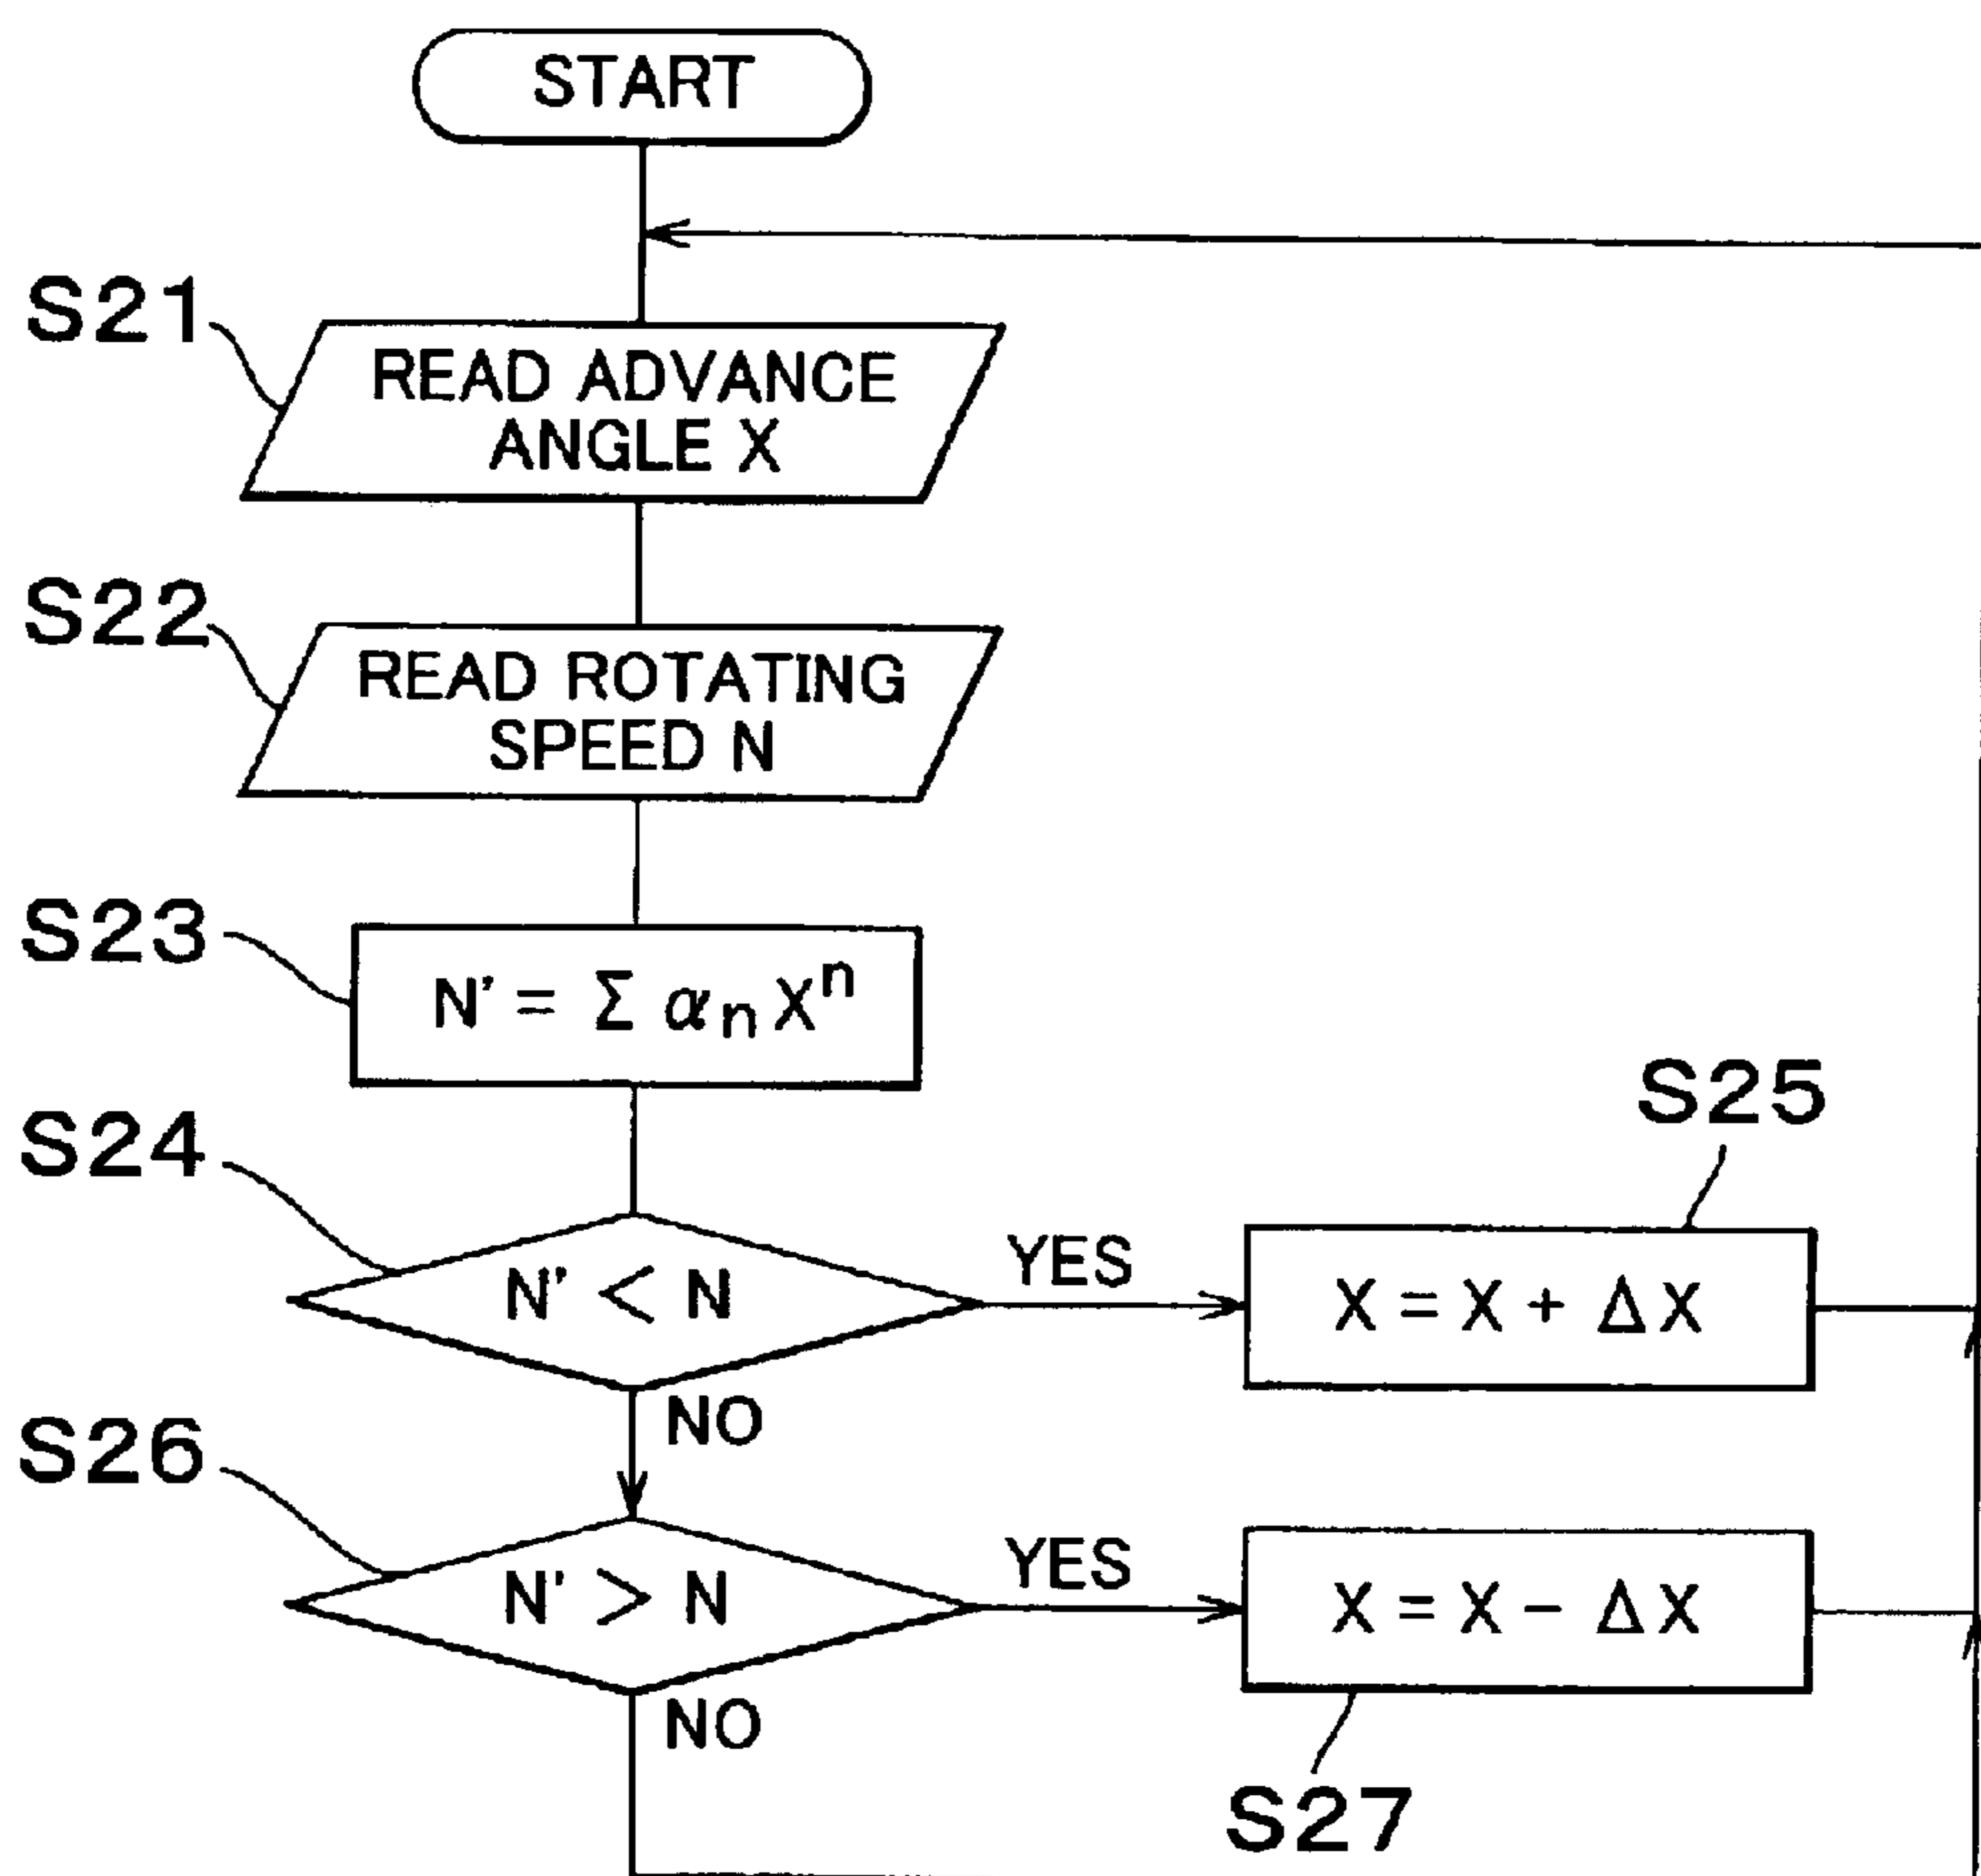 START
S21
READ ADVANCE
ANGLE X
S22
READ ROTATING
SPEED N
S23
N' = Σ αn Xⁿ
S24
N' < N
YES
S25
X = X + ΔX
NO
S26
N' > N
YES
X = X - ΔX
NO
S27